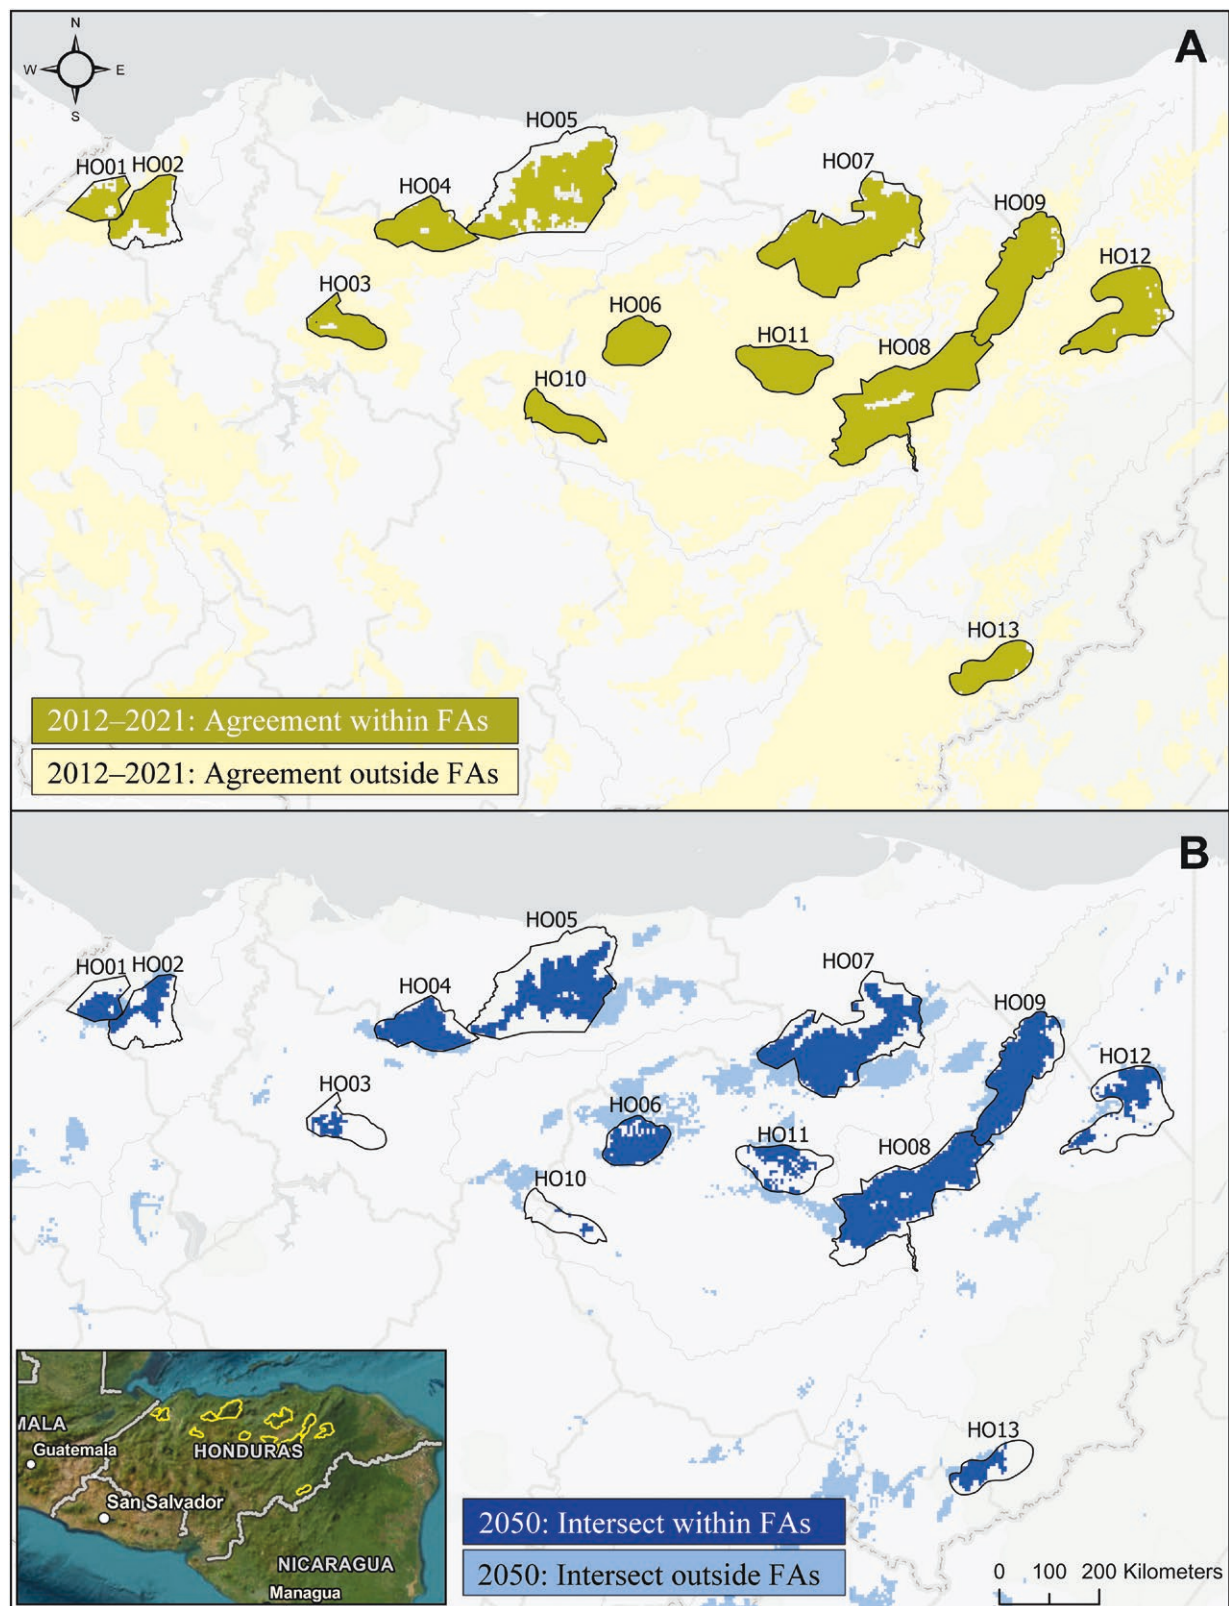 A
N
W E
S
HO05
HO01 HO02
HO07
HO04
HO09
HO12
HO03
HO06
HO11
HO08
HO10
HO13
2012–2021: Agreement within FAs
2012–2021: Agreement outside FAs
B
HO05
HO01 HO02
HO07
HO04
HO09
HO12
HO03
HO06
HO11
HO08
HO10
HO13
MALA
Guatemala
HONDURAS
San Salvador
NICARAGUA
Managua
2050: Intersect within FAs
2050: Intersect outside FAs
0 100 200 Kilometers